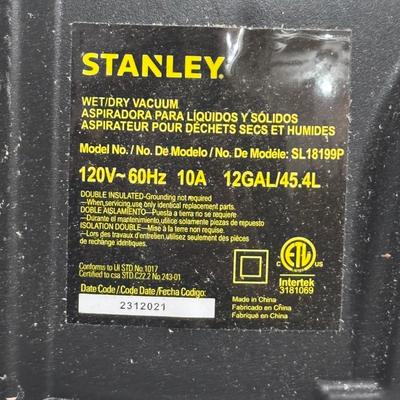 STANLEY.
WET/DRY VACUUM
ASPIRADORA PARA LÍQUIDOS Y SÓLIDOS
ASPIRATEUR POUR DÉCHETS SECS ET HUMIDES
Model No./ No. De Modelo/ No. De Modéle: SL18199P
120V~ 60Hz 10A 12GAL/45.4L
DOUBLE INSULATED-Grounding not required
—When,servicing,use only identical replacement parts.
DOBLE AISLAMIENTO— Puesta a tierra no se requiere
—Durante el mantenimiento, utilice solamente piezas de repuesto
ISOLATION DOUBLE— Mise à la terre non requise
—Lors des travaux d'entretien,utilisez seulement des pièces
de rechange identiques.
Conforms to UI STD.No.1017
Certified to csa STD.C22.2 No.243-01
Date Code/ Code Date/Fecha Codigo:
2312021
C ETL US
Intertek
3181069
Made in China
Fabricado en China
Fabriqué en China